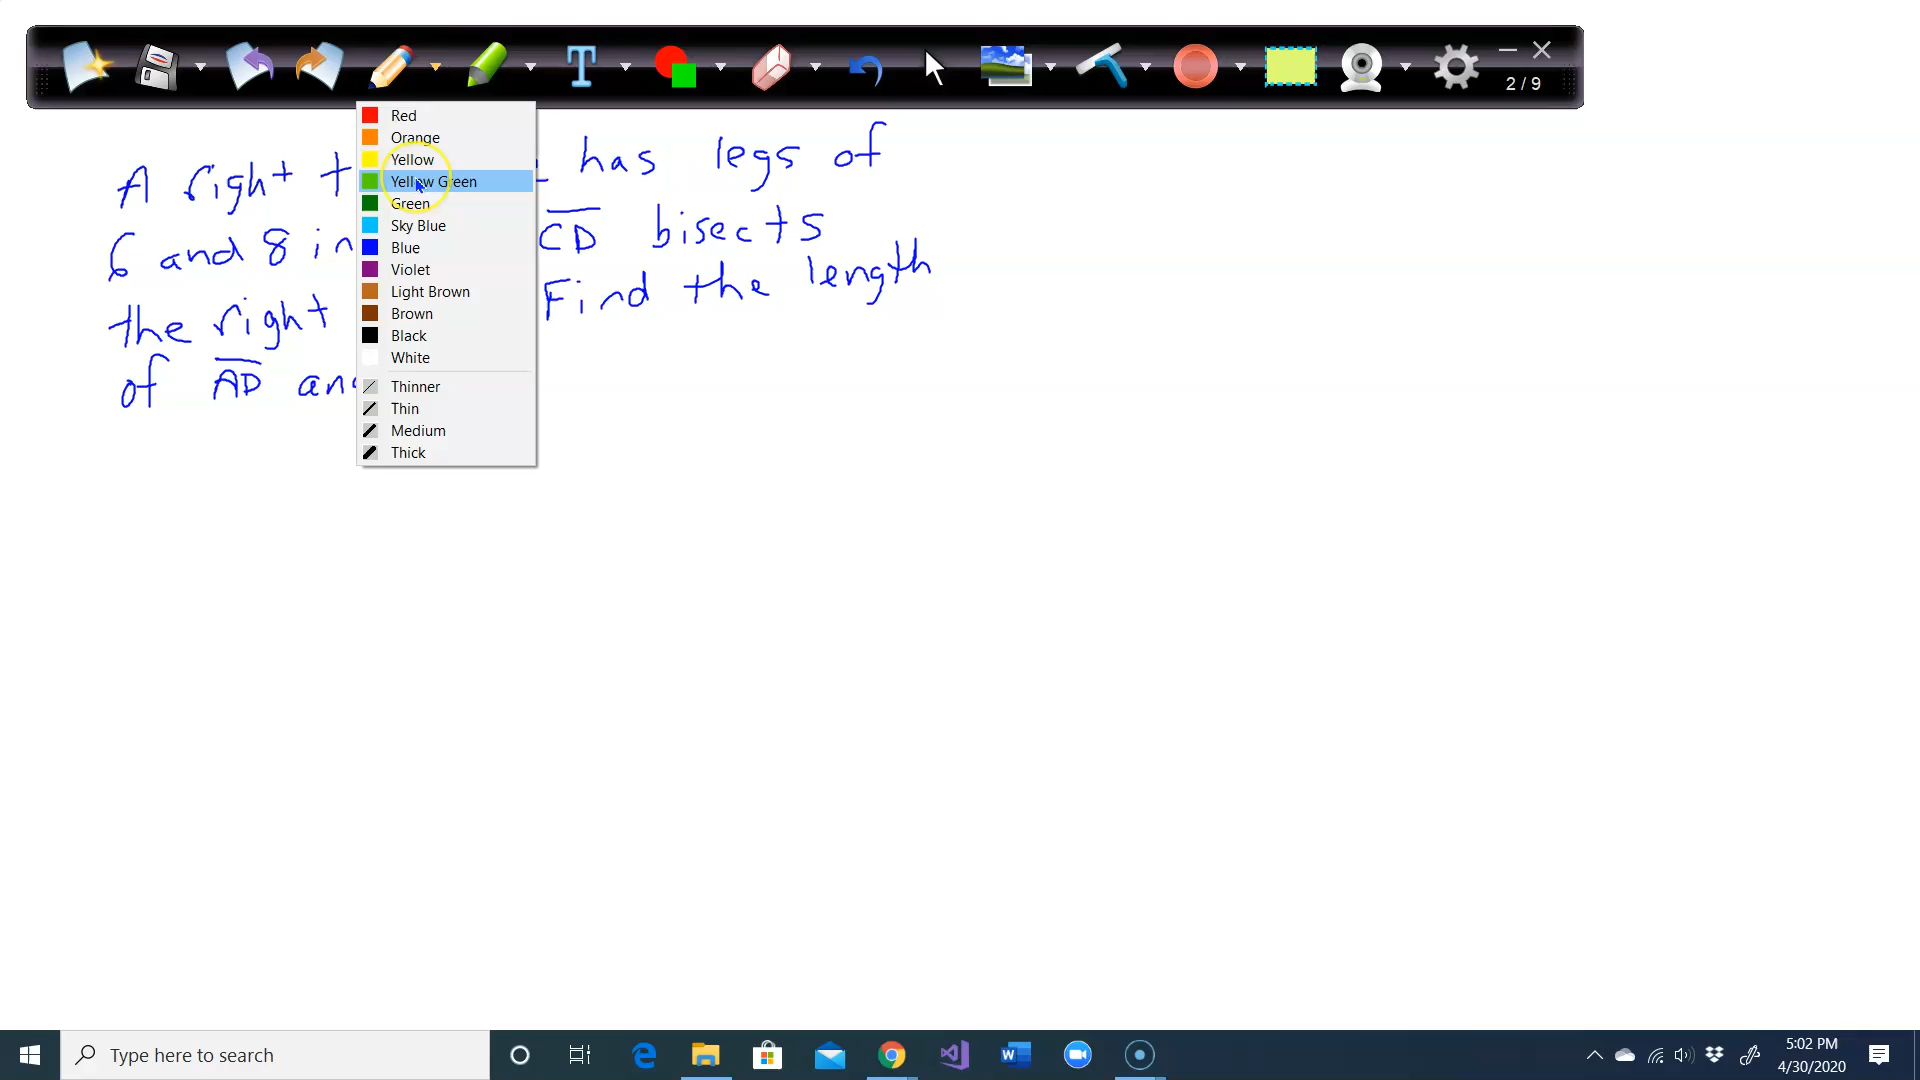 2 / 9
Red
Orange
Yellow
Yellow Green
Green
Sky Blue
Blue
Violet
Light Brown
Brown
Black
White
Thinner
Thin
Medium
Thick
A right has legs of
6 and 8 CD bisects
the right Find the length
of AD
Type here to search
5:02 PM
4/30/2020